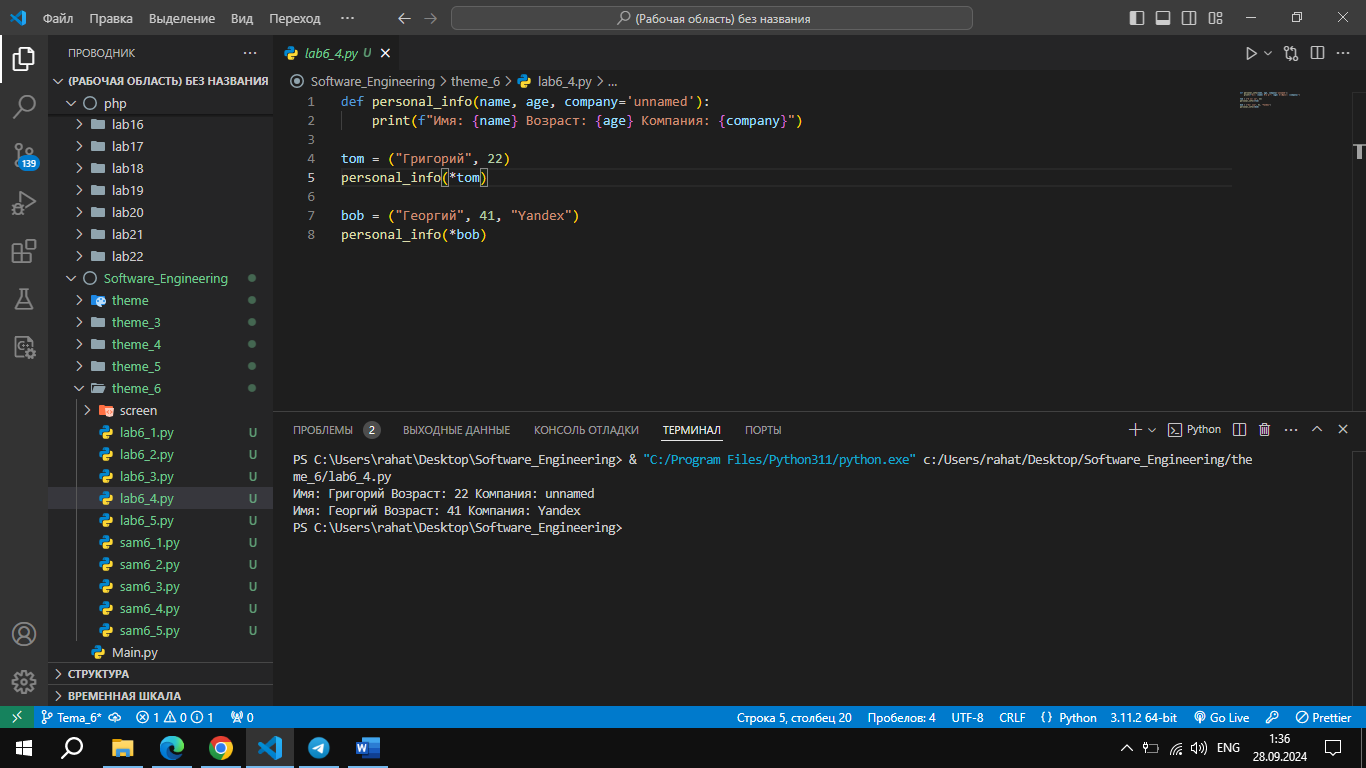 Файл Правка Выделение Вид Переход ··· (Рабочая область) без названия
ПРОВОДНИК ···
(РАБОЧАЯ ОБЛАСТЬ) БЕЗ НАЗВАНИЯ
php
lab16
lab17
lab18
lab19
lab20
lab21
lab22
Software_Engineering
theme
theme_3
theme_4
theme_5
theme_6
screen
lab6_1.py U
lab6_2.py U
lab6_3.py U
lab6_4.py U
lab6_5.py U
sam6_1.py U
sam6_2.py U
sam6_3.py U
sam6_4.py U
sam6_5.py U
Main.py
СТРУКТУРА
ВРЕМЕННАЯ ШКАЛА
139
lab6_4.py U
Software_Engineering > theme_6 > lab6_4.py > ...
1 def personal_info(name, age, company='unnamed'):
2 print(f"Имя: {name} Возраст: {age} Компания: {company}")
3
4 tom = ("Григорий", 22)
5 personal_info(*tom)
6
7 bob = ("Георгий", 41, "Yandex")
8 personal_info(*bob)
ПРОБЛЕМЫ 2 ВЫХОДНЫЕ ДАННЫЕ КОНСОЛЬ ОТЛАДКИ ТЕРМИНАЛ ПОРТЫ Python ···
PS C:\Users\rahat\Desktop\Software_Engineering> & "C:/Program Files/Python311/python.exe" c:/Users/rahat/Desktop/Software_Engineering/the
me_6/lab6_4.py
Имя: Григорий Возраст: 22 Компания: unnamed
Имя: Георгий Возраст: 41 Компания: Yandex
PS C:\Users\rahat\Desktop\Software_Engineering>
Tema_6* 1 0 1 0 Строка 5, столбец 20 Пробелов: 4 UTF-8 CRLF Python 3.11.2 64-bit Go Live Prettier
ENG 1:36
28.09.2024